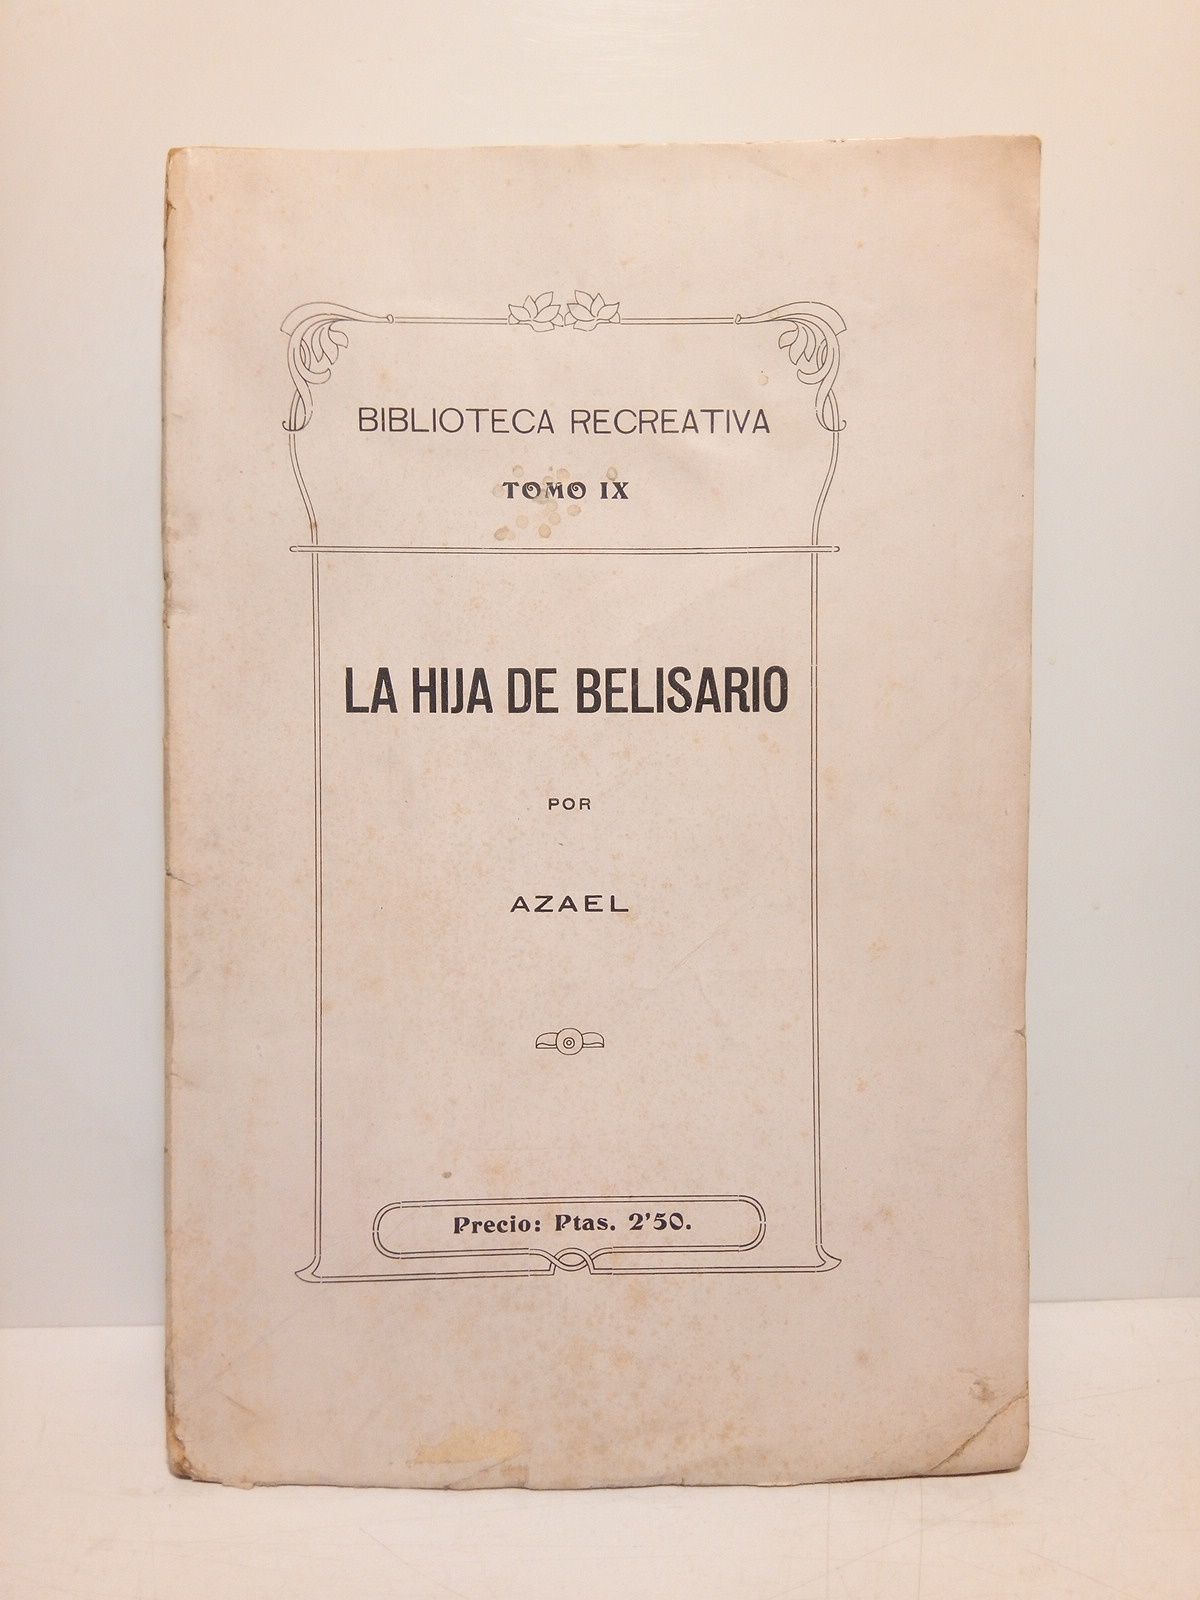 BIBLIOTECA RECREATIVA
TOMO IX
LA HIJA DE BELISARIO
POR
AZAEL
Precio: Ptas. 2'50.